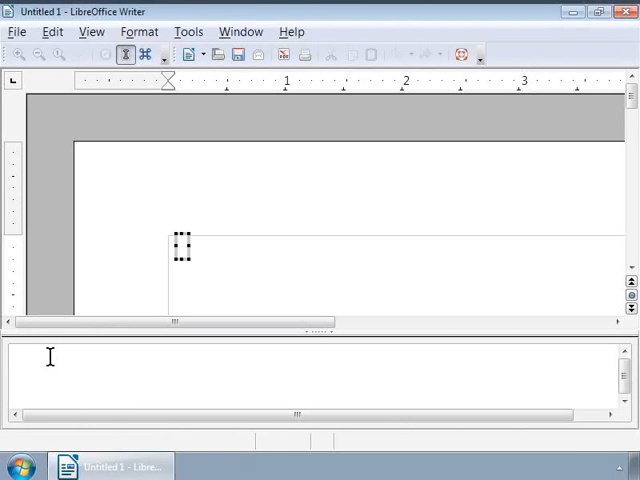 Untitled 1 - LibreOffice Writer
File Edit View Format Tools Window Help
1 2 3
Untitled 1 - Libre...